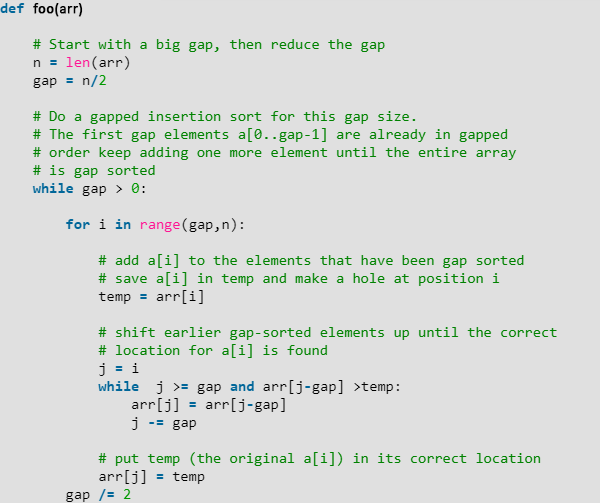 def foo(arr)
# Start with a big gap, then reduce the gap
n = len(arr)
gap = n/2
# Do a gapped insertion sort for this gap size.
# The first gap elements a[0..gap-1] are already in gapped
# order keep adding one more element until the entire array
# is gap sorted
while gap > 0:
for i in range(gap,n):
# add a[i] to the elements that have been gap sorted
# save a[i] in temp and make a hole at position i
temp = arr[i]
# shift earlier gap-sorted elements up until the correct
# location for a[i] is found
j = i
while  j >= gap and arr[j-gap] >temp:
arr[j] = arr[j-gap]
j -= gap
# put temp (the original a[i]) in its correct location
arr[j] = temp
gap /= 2